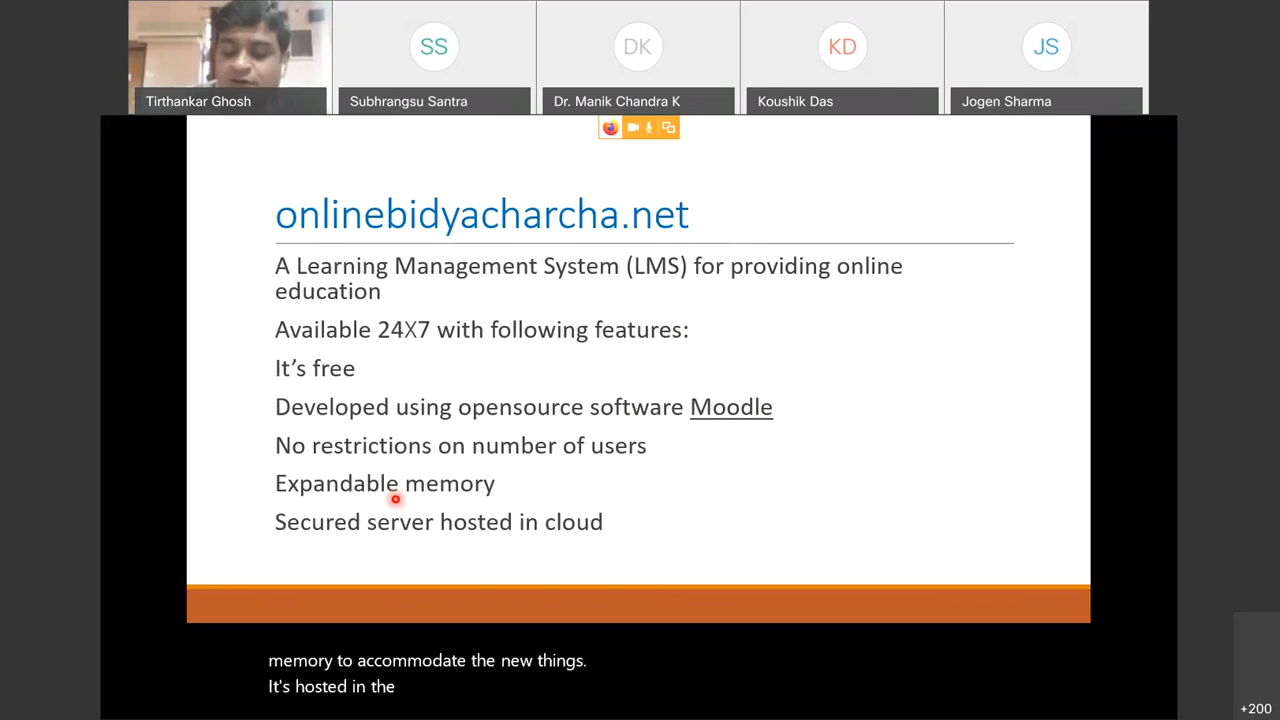 Tirthankar Ghosh
SS
Subhrangsu Santra
DK
Dr. Manik Chandra K
KD
Koushik Das
JS
Jogen Sharma
onlinebidyacharcha.net
A Learning Management System (LMS) for providing online
education
Available 24X7 with following features:
It’s free
Developed using opensource software Moodle
No restrictions on number of users
Expandable memory
Secured server hosted in cloud
memory to accommodate the new things.
It's hosted in the
+200